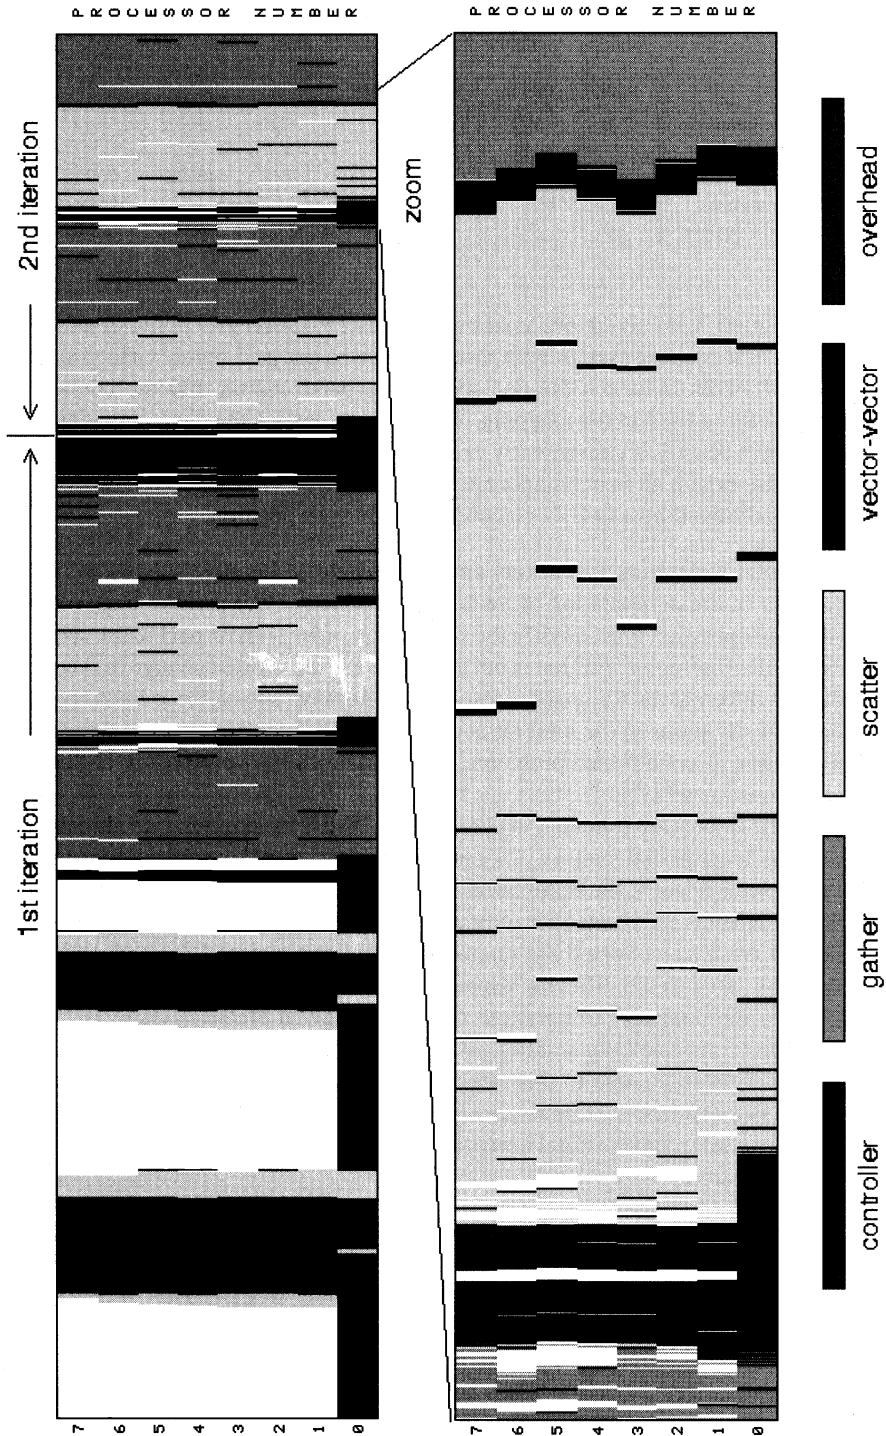 1st iteration
2nd iteration
PROCESSOR NUMBER
7
6
5
4
3
2
1
0
zoom
PROCESSOR NUMBER
7
6
5
4
3
2
1
0
controller
gather
scatter
vector-vector
overhead